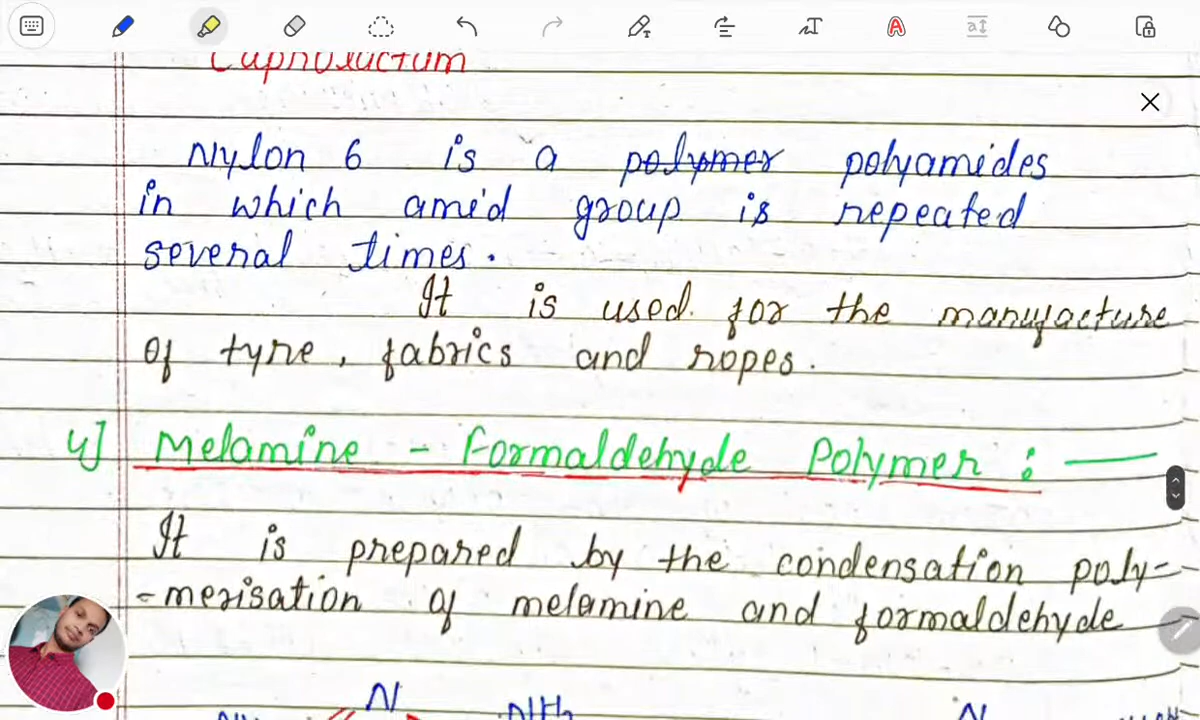 Caprolactum
Nylon 6 is a polymer polyamides
in which amid group is repeated
several times.
It is used for the manufacture
of tyre, fabrics and ropes.
4] Melamine - Formaldehyde Polymer : —
It is prepared by the condensation poly-
-merisation of melamine and formaldehyde
N
NH₂
N